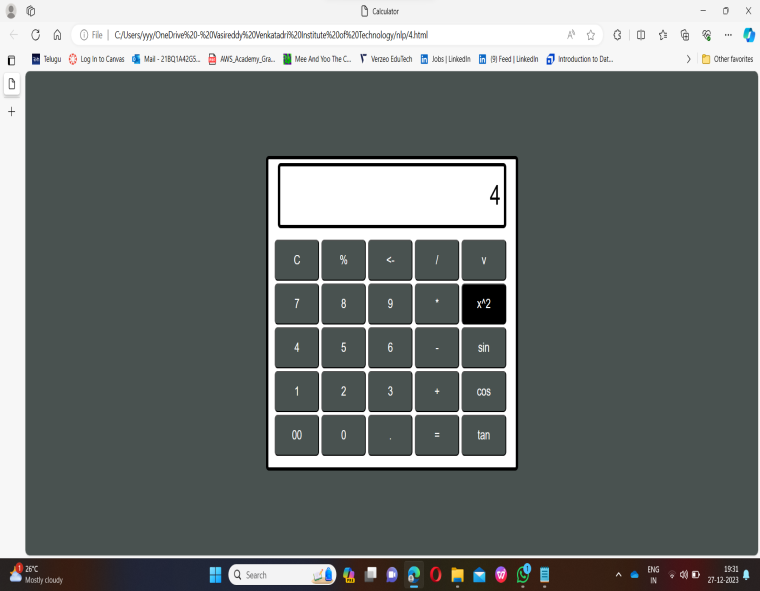 Calculator
File | C:/Users/yyy/OneDrive%20-%20Vasireddy%20Venkatadri%20Institute%20of%20Technology/nlp/4.html
Telugu Log In to Canvas Mail - 21BQ1A42G5... AWS_Academy_Gra... Mee And Yoo The C... Verzeo EduTech Jobs | LinkedIn (9) Feed | LinkedIn Introduction to Dat... Other favorites
4
C % <- / v
7 8 9 * x^2
4 5 6 - sin
1 2 3 + cos
00 0 . = tan
1 26°C Search 1 ENG 19:31
Mostly cloudy IN 27-12-2023